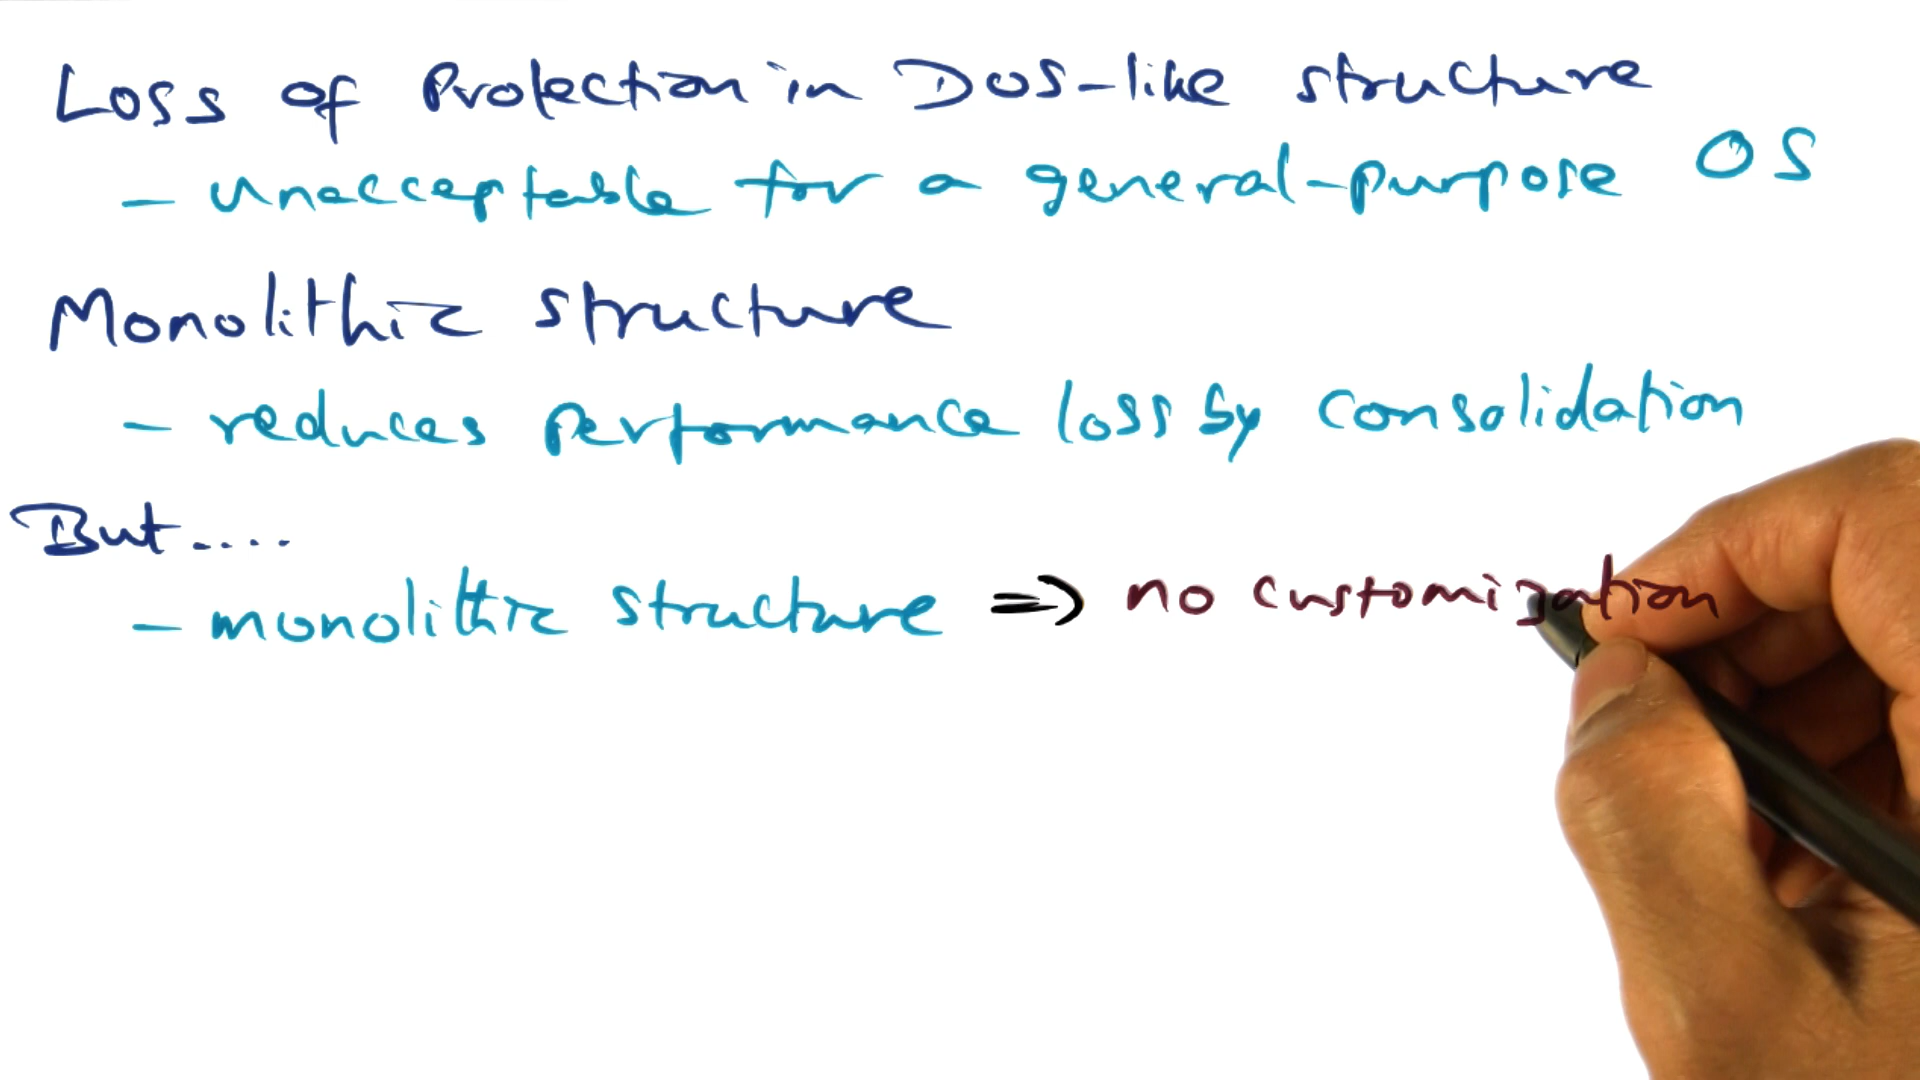 Loss of Protection in DOS-like structure
- unacceptable for a general-purpose OS
Monolithic structure
- reduces performance loss by consolidation
But....
- monolithic structure => no customization